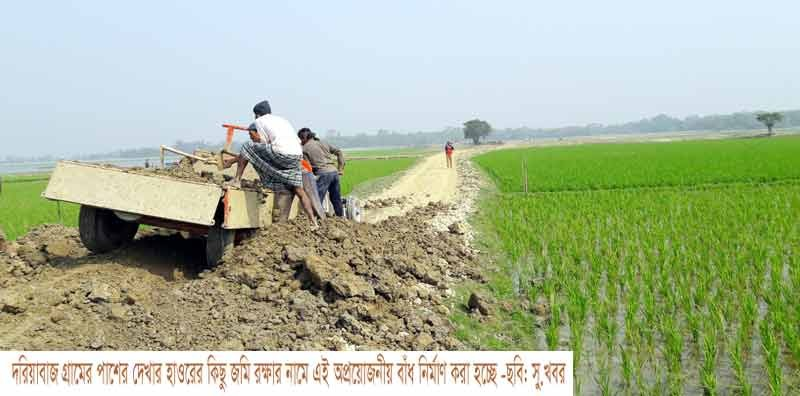 দরিয়াবাজ গ্রামের পাশের দেখার হাওরের কিছু জমি রক্ষার নামে এই অপ্রয়োজনীয় বাঁধ নির্মাণ করা হচ্ছে -ছবি: সু.খবর